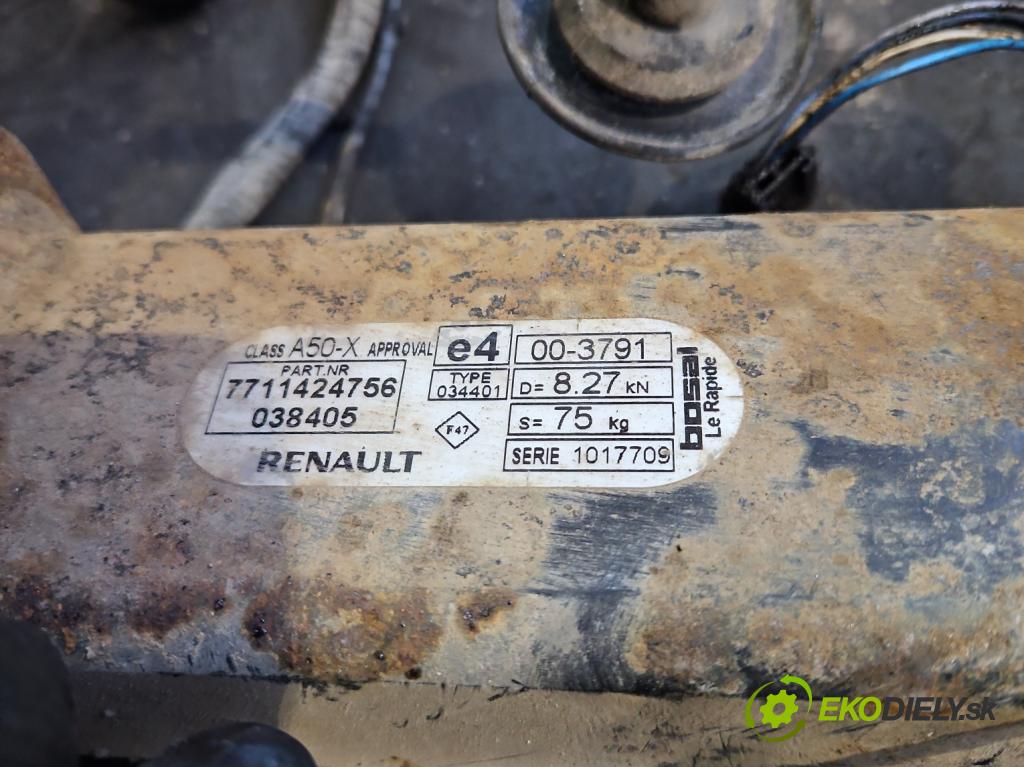 CLASS A50-X APPROVAL e4 00-3791
PART.NR
7711424756
038405
TYPE
034401
D= 8.27 kN
F47
S= 75 kg
RENAULT
SERIE 1017709
bosal
Le Rapide
EKODIELY.sk